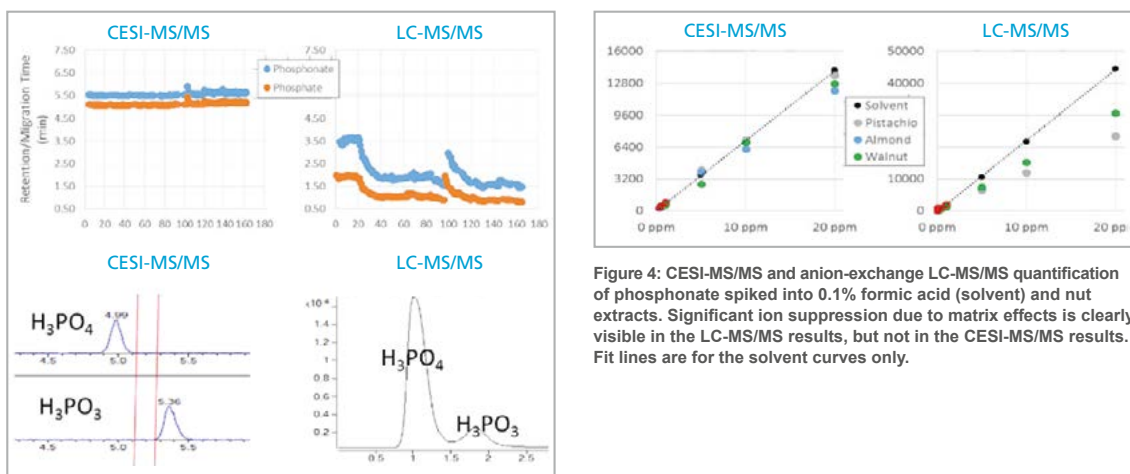 CESI-MS/MS
LC-MS/MS
Retention/Migration Time
(min)
7.50
6.50
5.50
4.50
3.50
2.50
1.50
0.50
0 20 40 60 80 100 120 140 160 180
Phosphonate
Phosphate
7.50
6.50
5.50
4.50
3.50
2.50
1.50
0.50
0 20 40 60 80 100 120 140 160 180
CESI-MS/MS
LC-MS/MS
H₃PO₄
4.99
4.5 5.0 5.5
H₃PO₃
5.36
4.5 5.0 5.5
1.4
1.2
1
0.8
0.6
0.4
0.2
H₃PO₄
H₃PO₃
0.5 1 1.5 2 2.5
CESI-MS/MS
LC-MS/MS
16000
12800
9600
6400
3200
0
0 ppm 10 ppm 20 ppm
Solvent
Pistachio
Almond
Walnut
50000
40000
10000
0
0 ppm 10 ppm 20 ppm
Figure 4: CESI-MS/MS and anion-exchange LC-MS/MS quantification
of phosphonate spiked into 0.1% formic acid (solvent) and nut
extracts. Significant ion suppression due to matrix effects is clearly
visible in the LC-MS/MS results, but not in the CESI-MS/MS results.
Fit lines are for the solvent curves only.